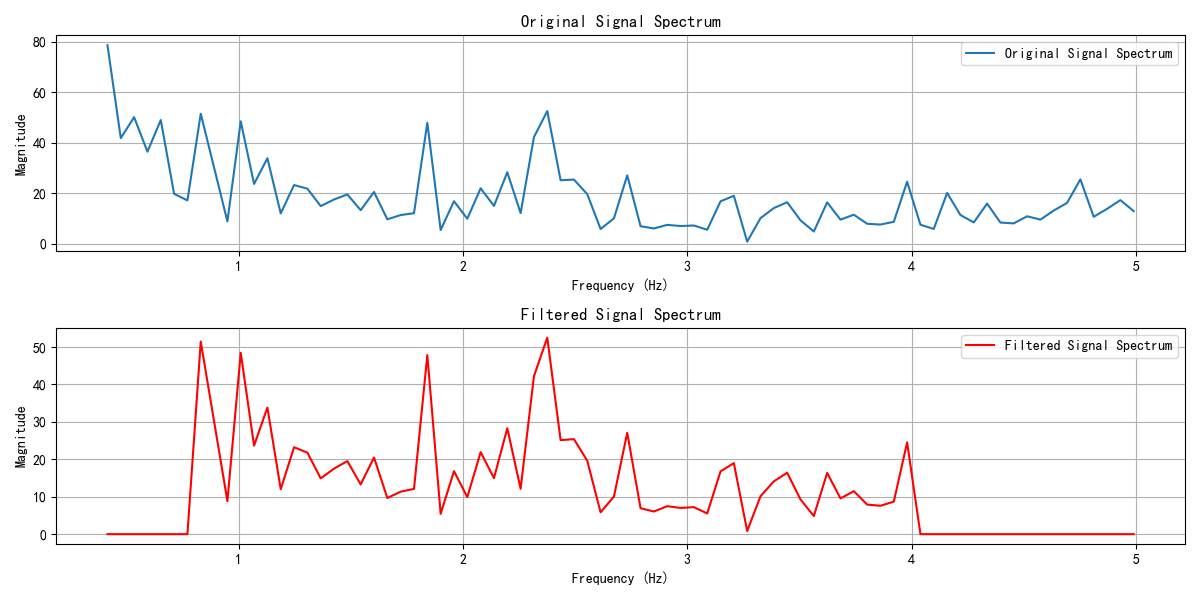 Original Signal Spectrum
80
60
40
20
0
Magnitude
Original Signal Spectrum
1 2 3 4 5
Frequency (Hz)
Filtered Signal Spectrum
50
40
30
20
10
0
Magnitude
Filtered Signal Spectrum
1 2 3 4 5
Frequency (Hz)